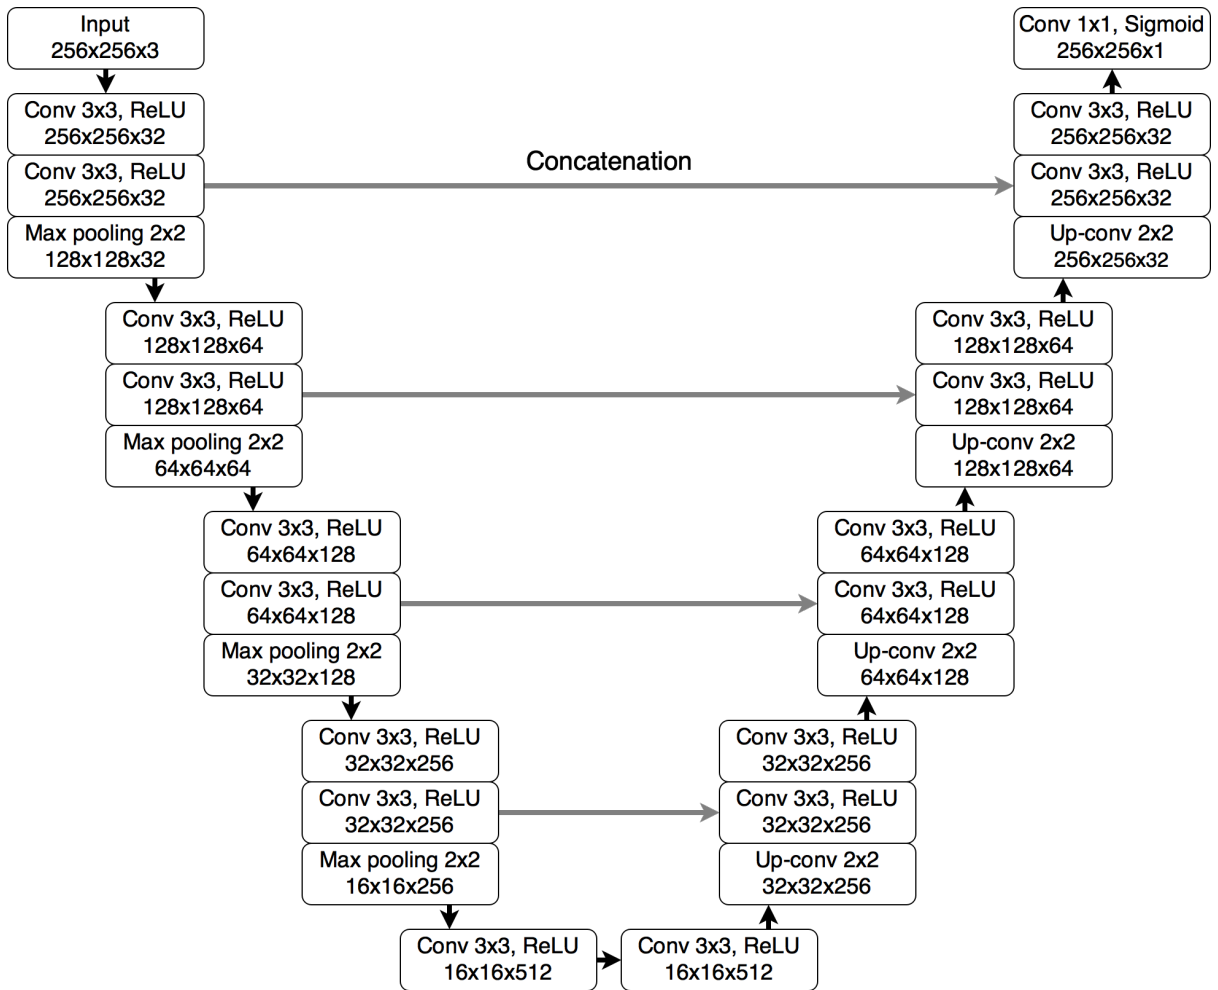 Input
256x256x3
Conv 3x3, ReLU
256x256x32
Conv 3x3, ReLU
256x256x32
Max pooling 2x2
128x128x32
Conv 3x3, ReLU
128x128x64
Conv 3x3, ReLU
128x128x64
Max pooling 2x2
64x64x64
Conv 3x3, ReLU
64x64x128
Conv 3x3, ReLU
64x64x128
Max pooling 2x2
32x32x128
Conv 3x3, ReLU
32x32x256
Conv 3x3, ReLU
32x32x256
Max pooling 2x2
16x16x256
Conv 3x3, ReLU
16x16x512
Conv 3x3, ReLU
16x16x512
Concatenation
Conv 1x1, Sigmoid
256x256x1
Conv 3x3, ReLU
256x256x32
Conv 3x3, ReLU
256x256x32
Up-conv 2x2
256x256x32
Conv 3x3, ReLU
128x128x64
Conv 3x3, ReLU
128x128x64
Up-conv 2x2
128x128x64
Conv 3x3, ReLU
64x64x128
Conv 3x3, ReLU
64x64x128
Up-conv 2x2
64x64x128
Conv 3x3, ReLU
32x32x256
Conv 3x3, ReLU
32x32x256
Up-conv 2x2
32x32x256